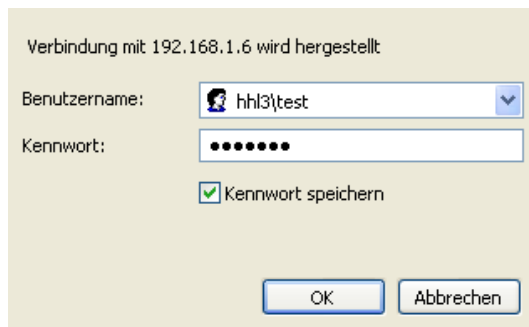 Verbindung mit 192.168.1.6 wird hergestellt
Benutzername: hhl3\test
Kennwort: •••••••
Kennwort speichern
OK Abbrechen